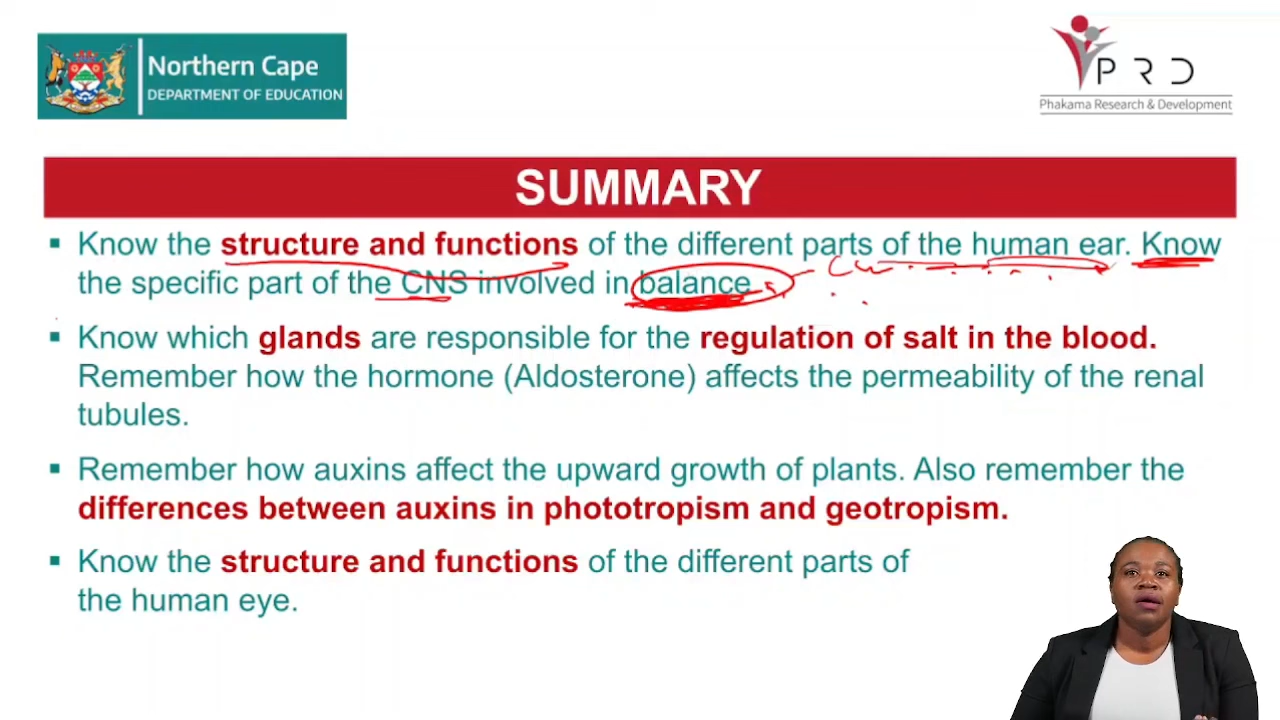 Northern Cape
DEPARTMENT OF EDUCATION
PRD
Phakama Research & Development
SUMMARY
▪ Know the structure and functions of the different parts of the human ear. Know
the specific part of the CNS involved in balance.
▪ Know which glands are responsible for the regulation of salt in the blood.
Remember how the hormone (Aldosterone) affects the permeability of the renal
tubules.
▪ Remember how auxins affect the upward growth of plants. Also remember the
differences between auxins in phototropism and geotropism.
▪ Know the structure and functions of the different parts of
the human eye.